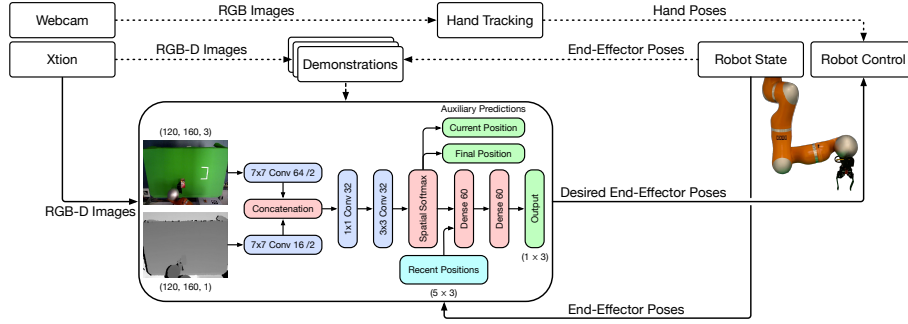 Webcam
RGB Images
Hand Tracking
Hand Poses
Xtion
RGB-D Images
Demonstrations
End-Effector Poses
Robot State
Robot Control
Auxiliary Predictions
(120, 160, 3)
Current Position
Final Position
7x7 Conv 64 /2
Concatenation
7x7 Conv 16 /2
1x1 Conv 32
3x3 Conv 32
Spatial Softmax
Dense 60
Dense 60
Output
Desired End-Effector Poses
RGB-D Images
Recent Positions
(1 × 3)
(120, 160, 1)
(5 × 3)
End-Effector Poses